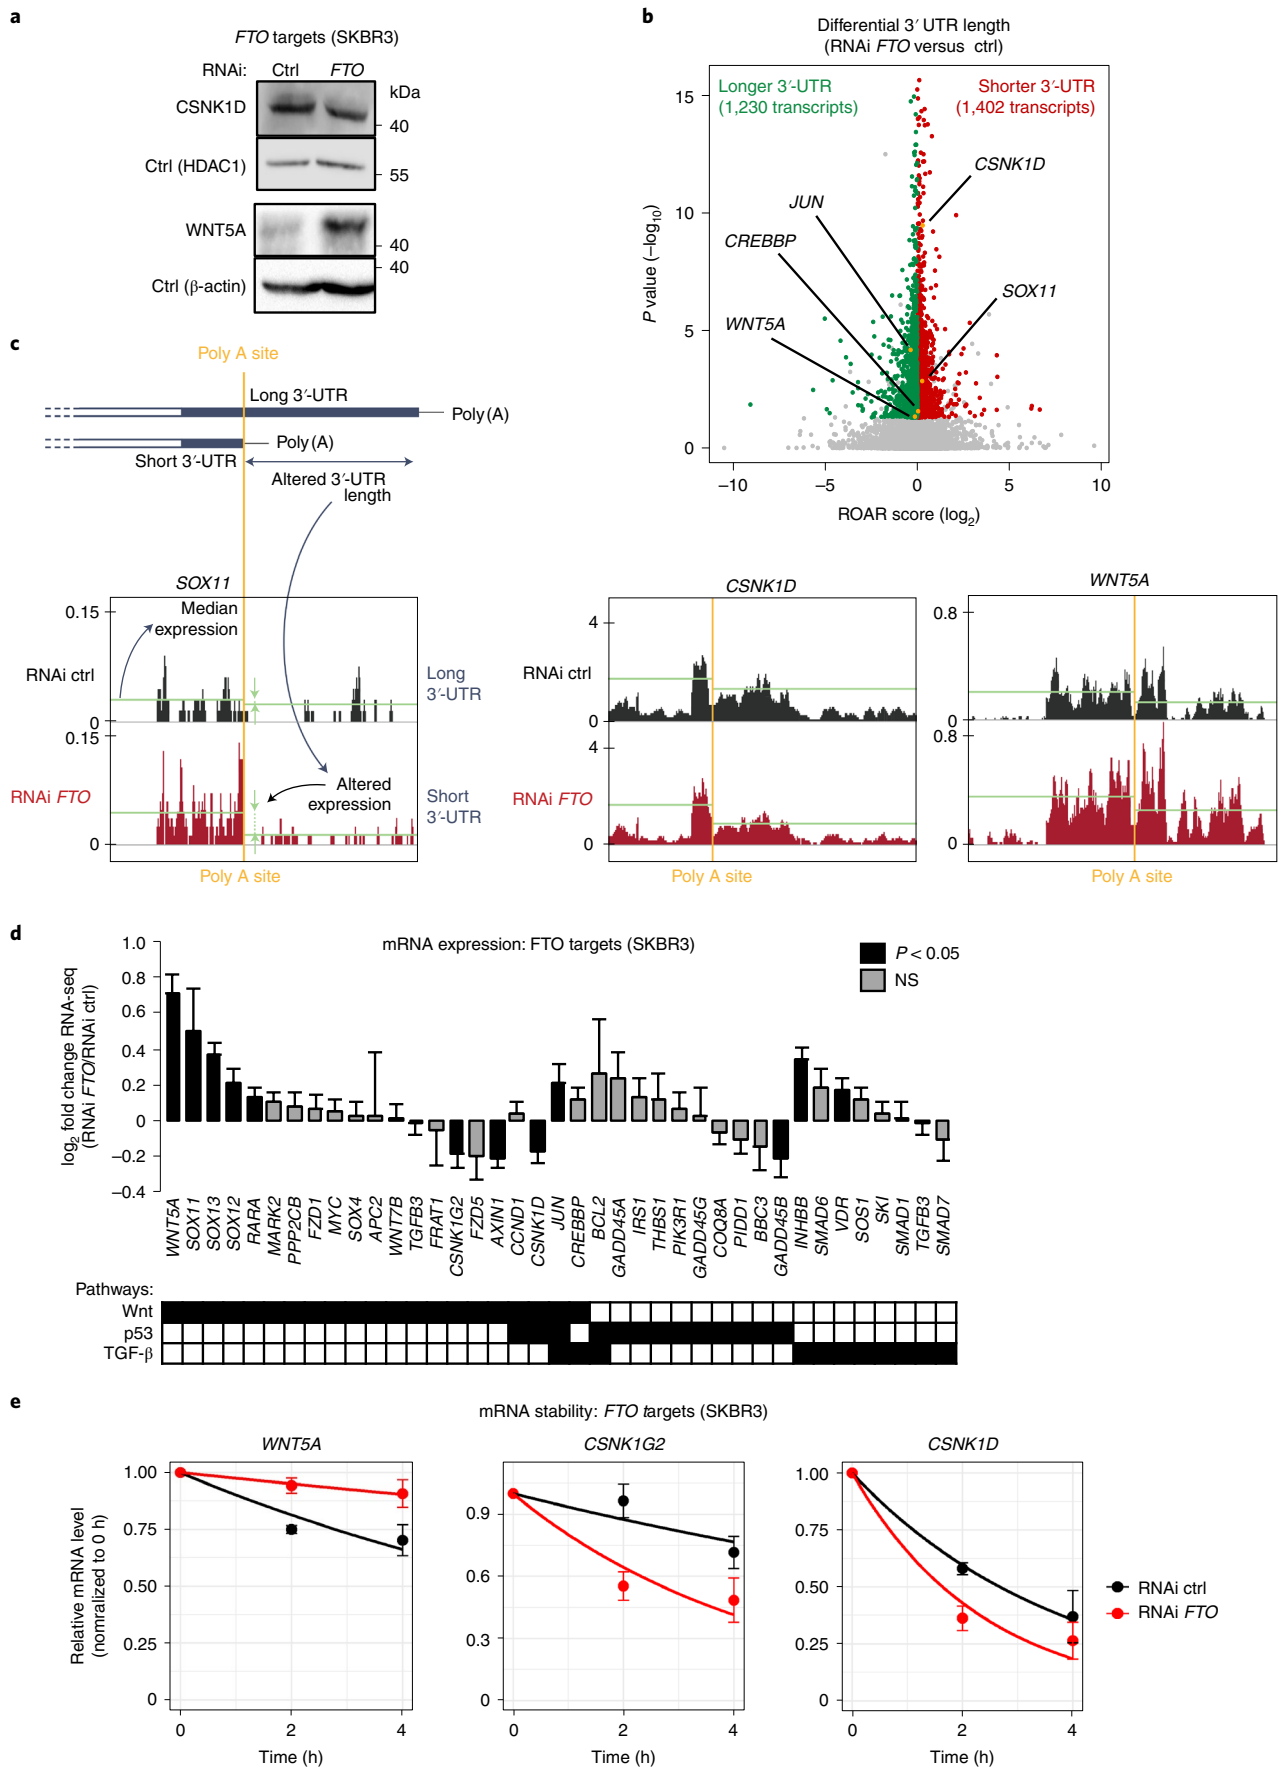 a
FTO targets (SKBR3)
RNAi: Ctrl FTO
kDa
CSNK1D
40
Ctrl (HDAC1)
55
WNT5A
40
40
Ctrl (β-actin)
b
Differential 3′ UTR length
(RNAi FTO versus ctrl)
Longer 3′-UTR
(1,230 transcripts)
Shorter 3′-UTR
(1,402 transcripts)
CSNK1D
JUN
CREBBP
SOX11
WNT5A
P value (−log10)
15
10
5
0
−10 −5 0 5 10
ROAR score (log2)
c
Poly A site
Long 3′-UTR
Poly(A)
Poly(A)
Short 3′-UTR
Altered 3′-UTR
length
SOX11
0.15
Median
expression
RNAi ctrl
Long
3′-UTR
0
0.15
RNAi FTO
Altered
expression
Short
3′-UTR
0
Poly A site
CSNK1D
4
RNAi ctrl
0
4
RNAi FTO
0
Poly A site
WNT5A
0.8
0
0.8
0
Poly A site
d
mRNA expression: FTO targets (SKBR3)
P < 0.05
NS
log2 fold change RNA-seq
(RNAi FTO/RNAi ctrl)
1.0
0.8
0.6
0.4
0.2
0
−0.2
−0.4
WNT5A SOX11 SOX13 SOX12 RARA MARK2 PPP2CB FZD1 MYC SOX4 APC2 WNT7B TGFB3 FRAT1 CSNK1G2 FZD5 AXIN1 CCND1 CSNK1D JUN CREBBP BCL2 GADD45A IRS1 THBS1 PIK3R1 GADD45G COQ8A PIDD1 BBC3 GADD45B INHBB SMAD6 VDR SOS1 SKI SMAD1 TGFB3 SMAD7
Pathways:
Wnt
p53
TGF-β
e
mRNA stability: FTO targets (SKBR3)
Relative mRNA level
(nomralized to 0 h)
WNT5A
1.00
0.75
0.50
0.25
0
0 2 4
Time (h)
CSNK1G2
0.9
0.6
0.3
0
0 2 4
Time (h)
CSNK1D
1.00
0.75
0.50
0.25
0
0 2 4
Time (h)
RNAi ctrl
RNAi FTO